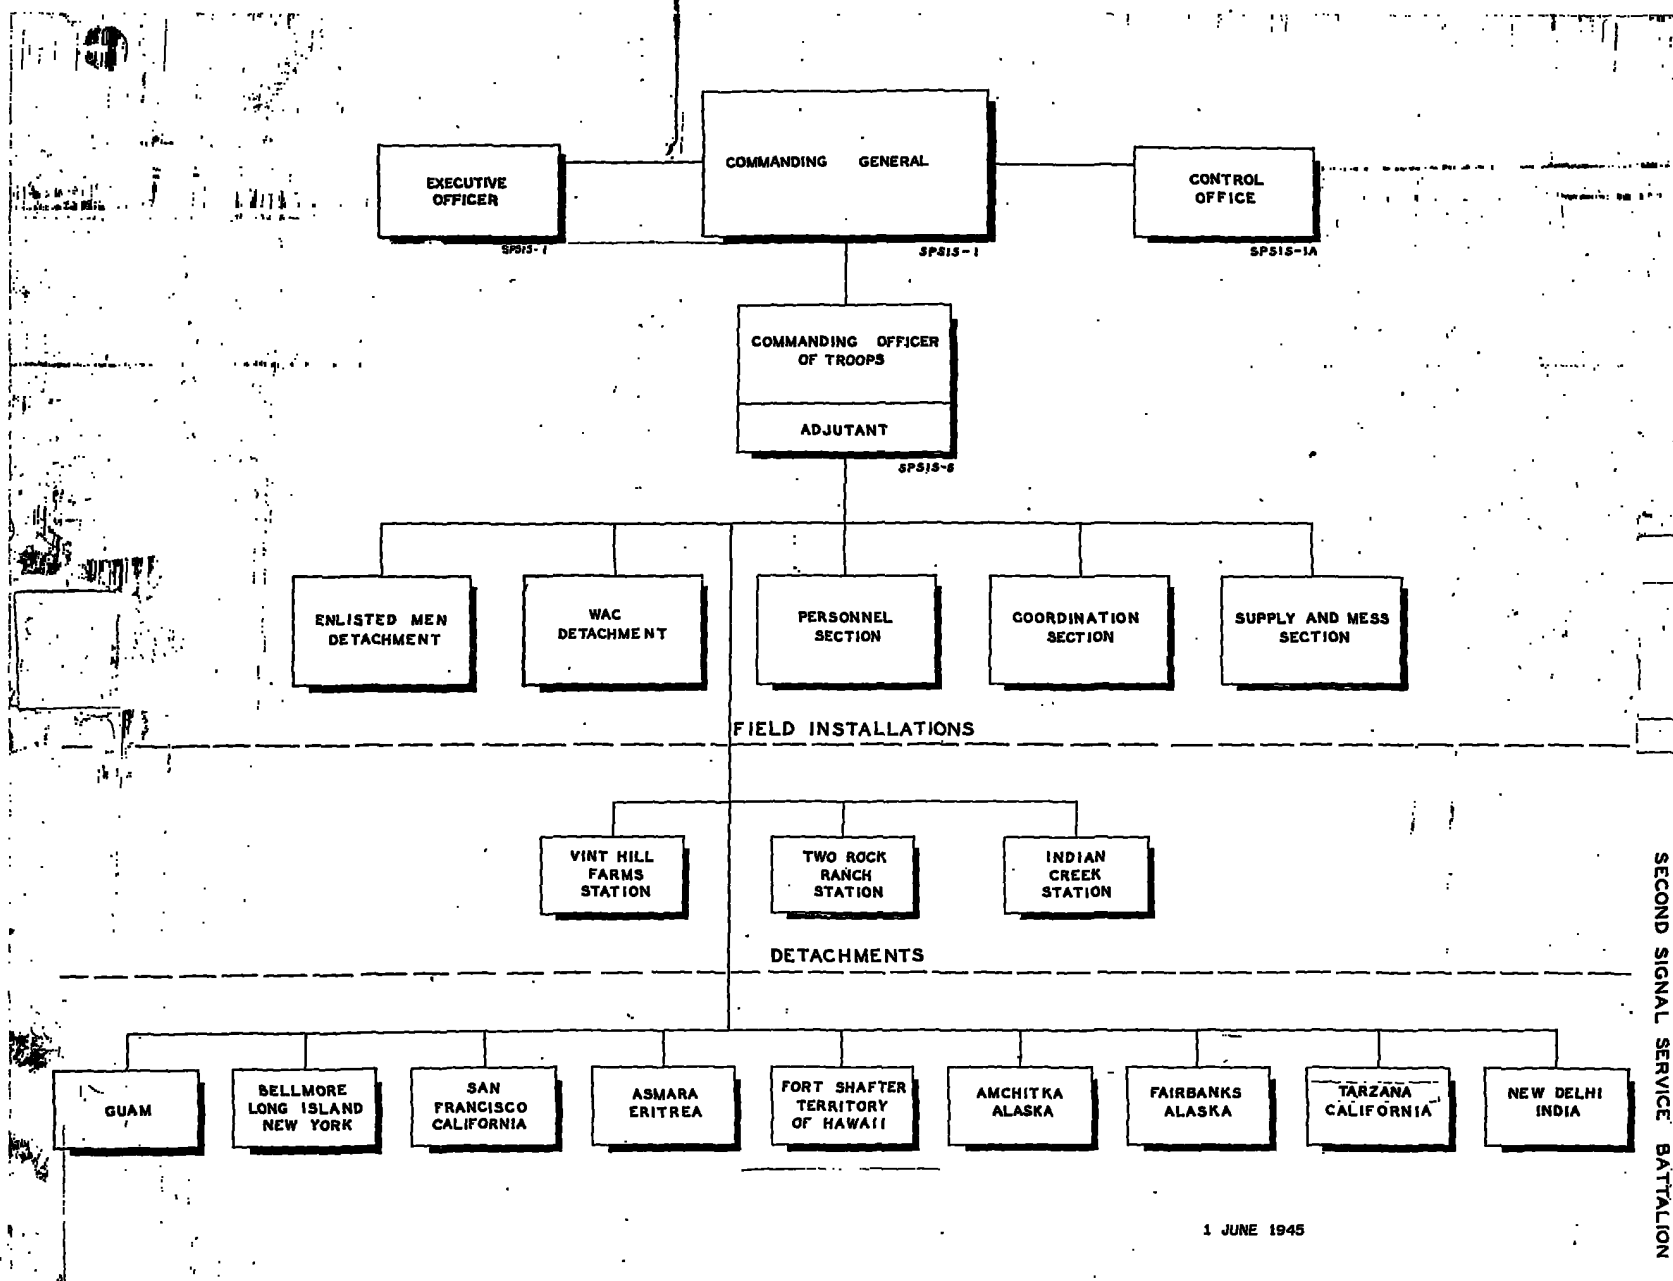 COMMANDING GENERAL
SPSIS-1
EXECUTIVE
OFFICER
SPSIS-1
CONTROL
OFFICE
SPSIS-1A
COMMANDING OFFICER
OF TROOPS
ADJUTANT
SPSIS-6
ENLISTED MEN
DETACHMENT
WAC
DETACHMENT
PERSONNEL
SECTION
COORDINATION
SECTION
SUPPLY AND MESS
SECTION
FIELD INSTALLATIONS
VINT HILL
FARMS
STATION
TWO ROCK
RANCH
STATION
INDIAN
CREEK
STATION
DETACHMENTS
GUAM
BELLMORE
LONG ISLAND
NEW YORK
SAN
FRANCISCO
CALIFORNIA
ASMARA
ERITREA
FORT SHAFTER
TERRITORY
OF HAWAII
AMCHITKA
ALASKA
FAIRBANKS
ALASKA
TARZANA
CALIFORNIA
NEW DELHI
INDIA
1 JUNE 1945
SECOND SIGNAL SERVICE BATTALION